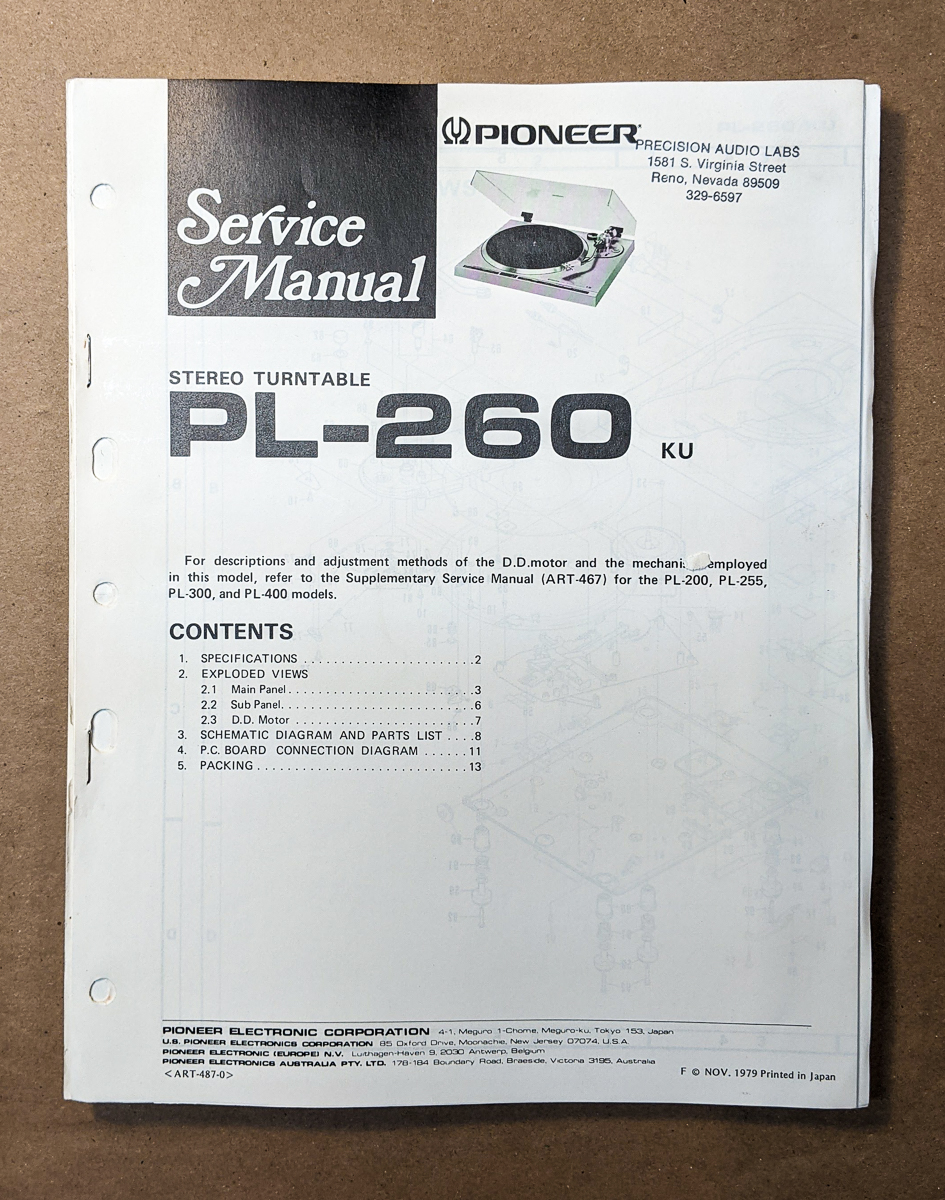 Service
Manual
PIONEER
PRECISION AUDIO LABS
1581 S. Virginia Street
Reno, Nevada 89509
329-6597
STEREO TURNTABLE
PL-260 KU
For descriptions and adjustment methods of the D.D.motor and the employed
in this model, refer to the Supplementary Service Manual (ART-467) for the PL-200, PL-255,
PL-300, and PL-400 models.
CONTENTS
1. SPECIFICATIONS . . . . . . . . . . . . . . . . . . . . . . . 2
2. EXPLODED VIEWS
2.1 Main Panel . . . . . . . . . . . . . . . . . . . . . . . . . 3
2.2 Sub Panel. . . . . . . . . . . . . . . . . . . . . . . . . . 6
2.3 D.D. Motor . . . . . . . . . . . . . . . . . . . . . . . . 7
3. SCHEMATIC DIAGRAM AND PARTS LIST . . . . 8
4. P.C. BOARD CONNECTION DIAGRAM . . . . . . 11
5. PACKING . . . . . . . . . . . . . . . . . . . . . . . . . . . . 13
PIONEER ELECTRONIC CORPORATION 4-1, Meguro 1-Chome, Meguro-ku, Tokyo 153, Japan
U.S. PIONEER ELECTRONICS CORPORATION 85 Oxford Drive, Moonachie, New Jersey 07074, U.S.A.
PIONEER ELECTRONIC (EUROPE) N.V. Luithagen-Haven 9, 2030 Antwerp, Belgium
PIONEER ELECTRONICS AUSTRALIA PTY. LTD. 178-184 Boundary Road, Braeside, Victoria 3195, Australia
<ART-487-0> F © NOV. 1979 Printed in Japan